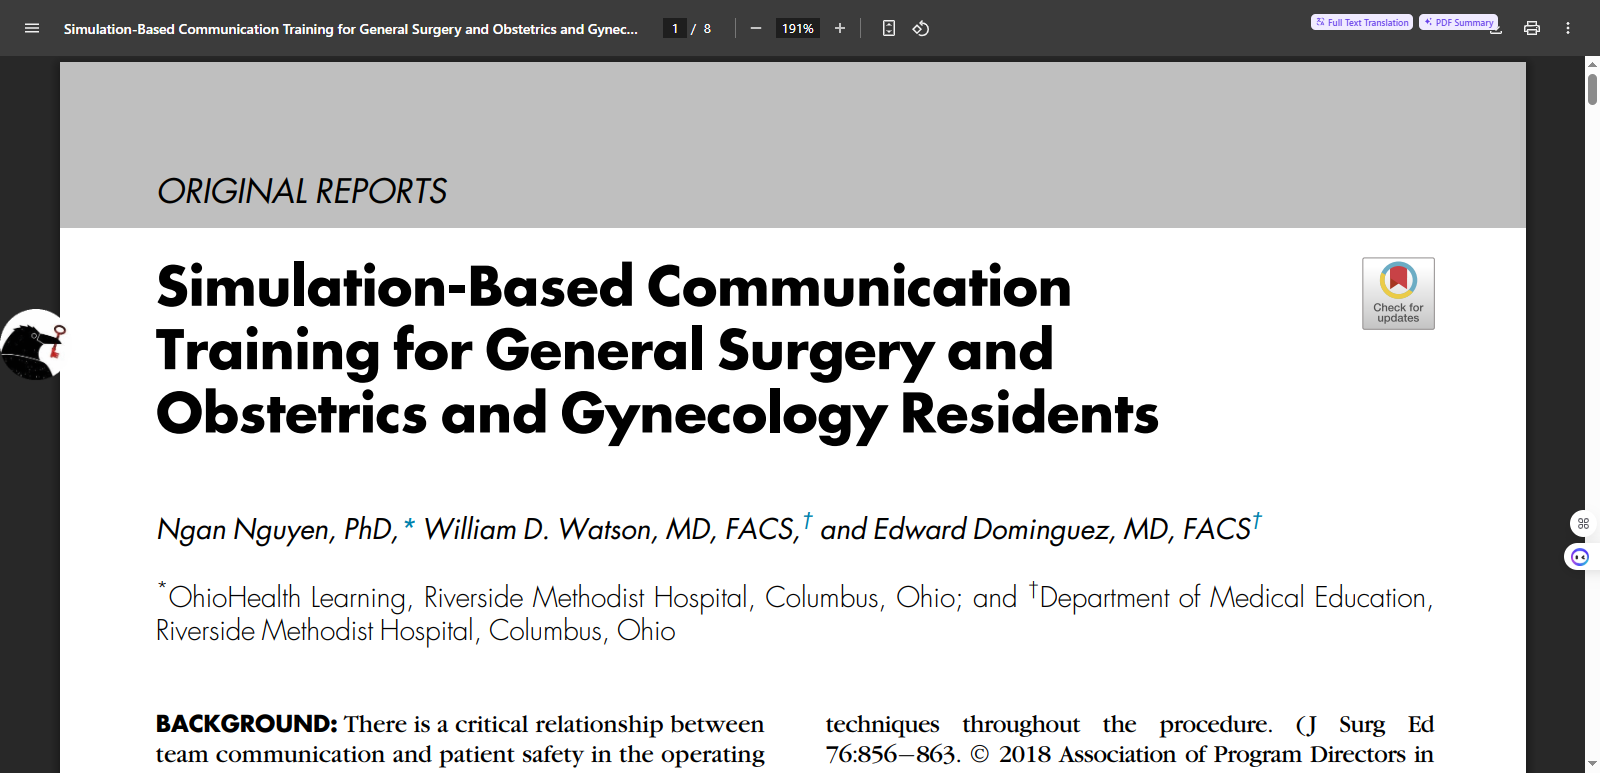 Simulation-Based Communication Training for General Surgery and Obstetrics and Gynec...
1 / 8
191%
Full Text Translation
PDF Summary
ORIGINAL REPORTS
Simulation-Based Communication
Training for General Surgery and
Obstetrics and Gynecology Residents
Check for
updates
Ngan Nguyen, PhD,* William D. Watson, MD, FACS,† and Edward Dominguez, MD, FACS†
*OhioHealth Learning, Riverside Methodist Hospital, Columbus, Ohio; and †Department of Medical Education,
Riverside Methodist Hospital, Columbus, Ohio
BACKGROUND: There is a critical relationship between
team communication and patient safety in the operating
techniques throughout the procedure. (J Surg Ed
76:856–863. © 2018 Association of Program Directors in